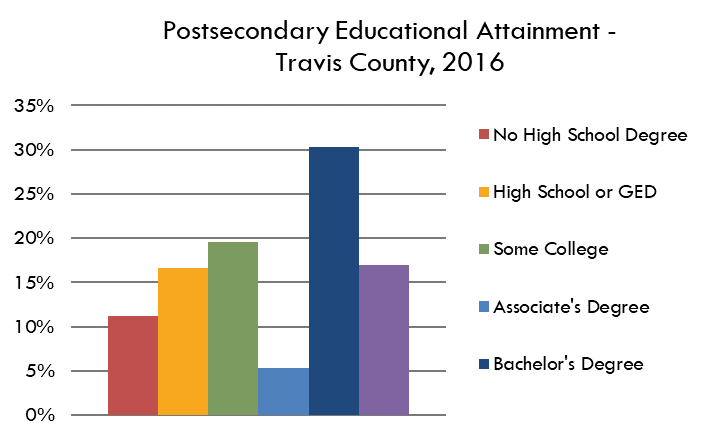 Postsecondary Educational Attainment -
Travis County, 2016
35%
30%
25%
20%
15%
10%
5%
0%
No High School Degree
High School or GED
Some College
Associate's Degree
Bachelor's Degree